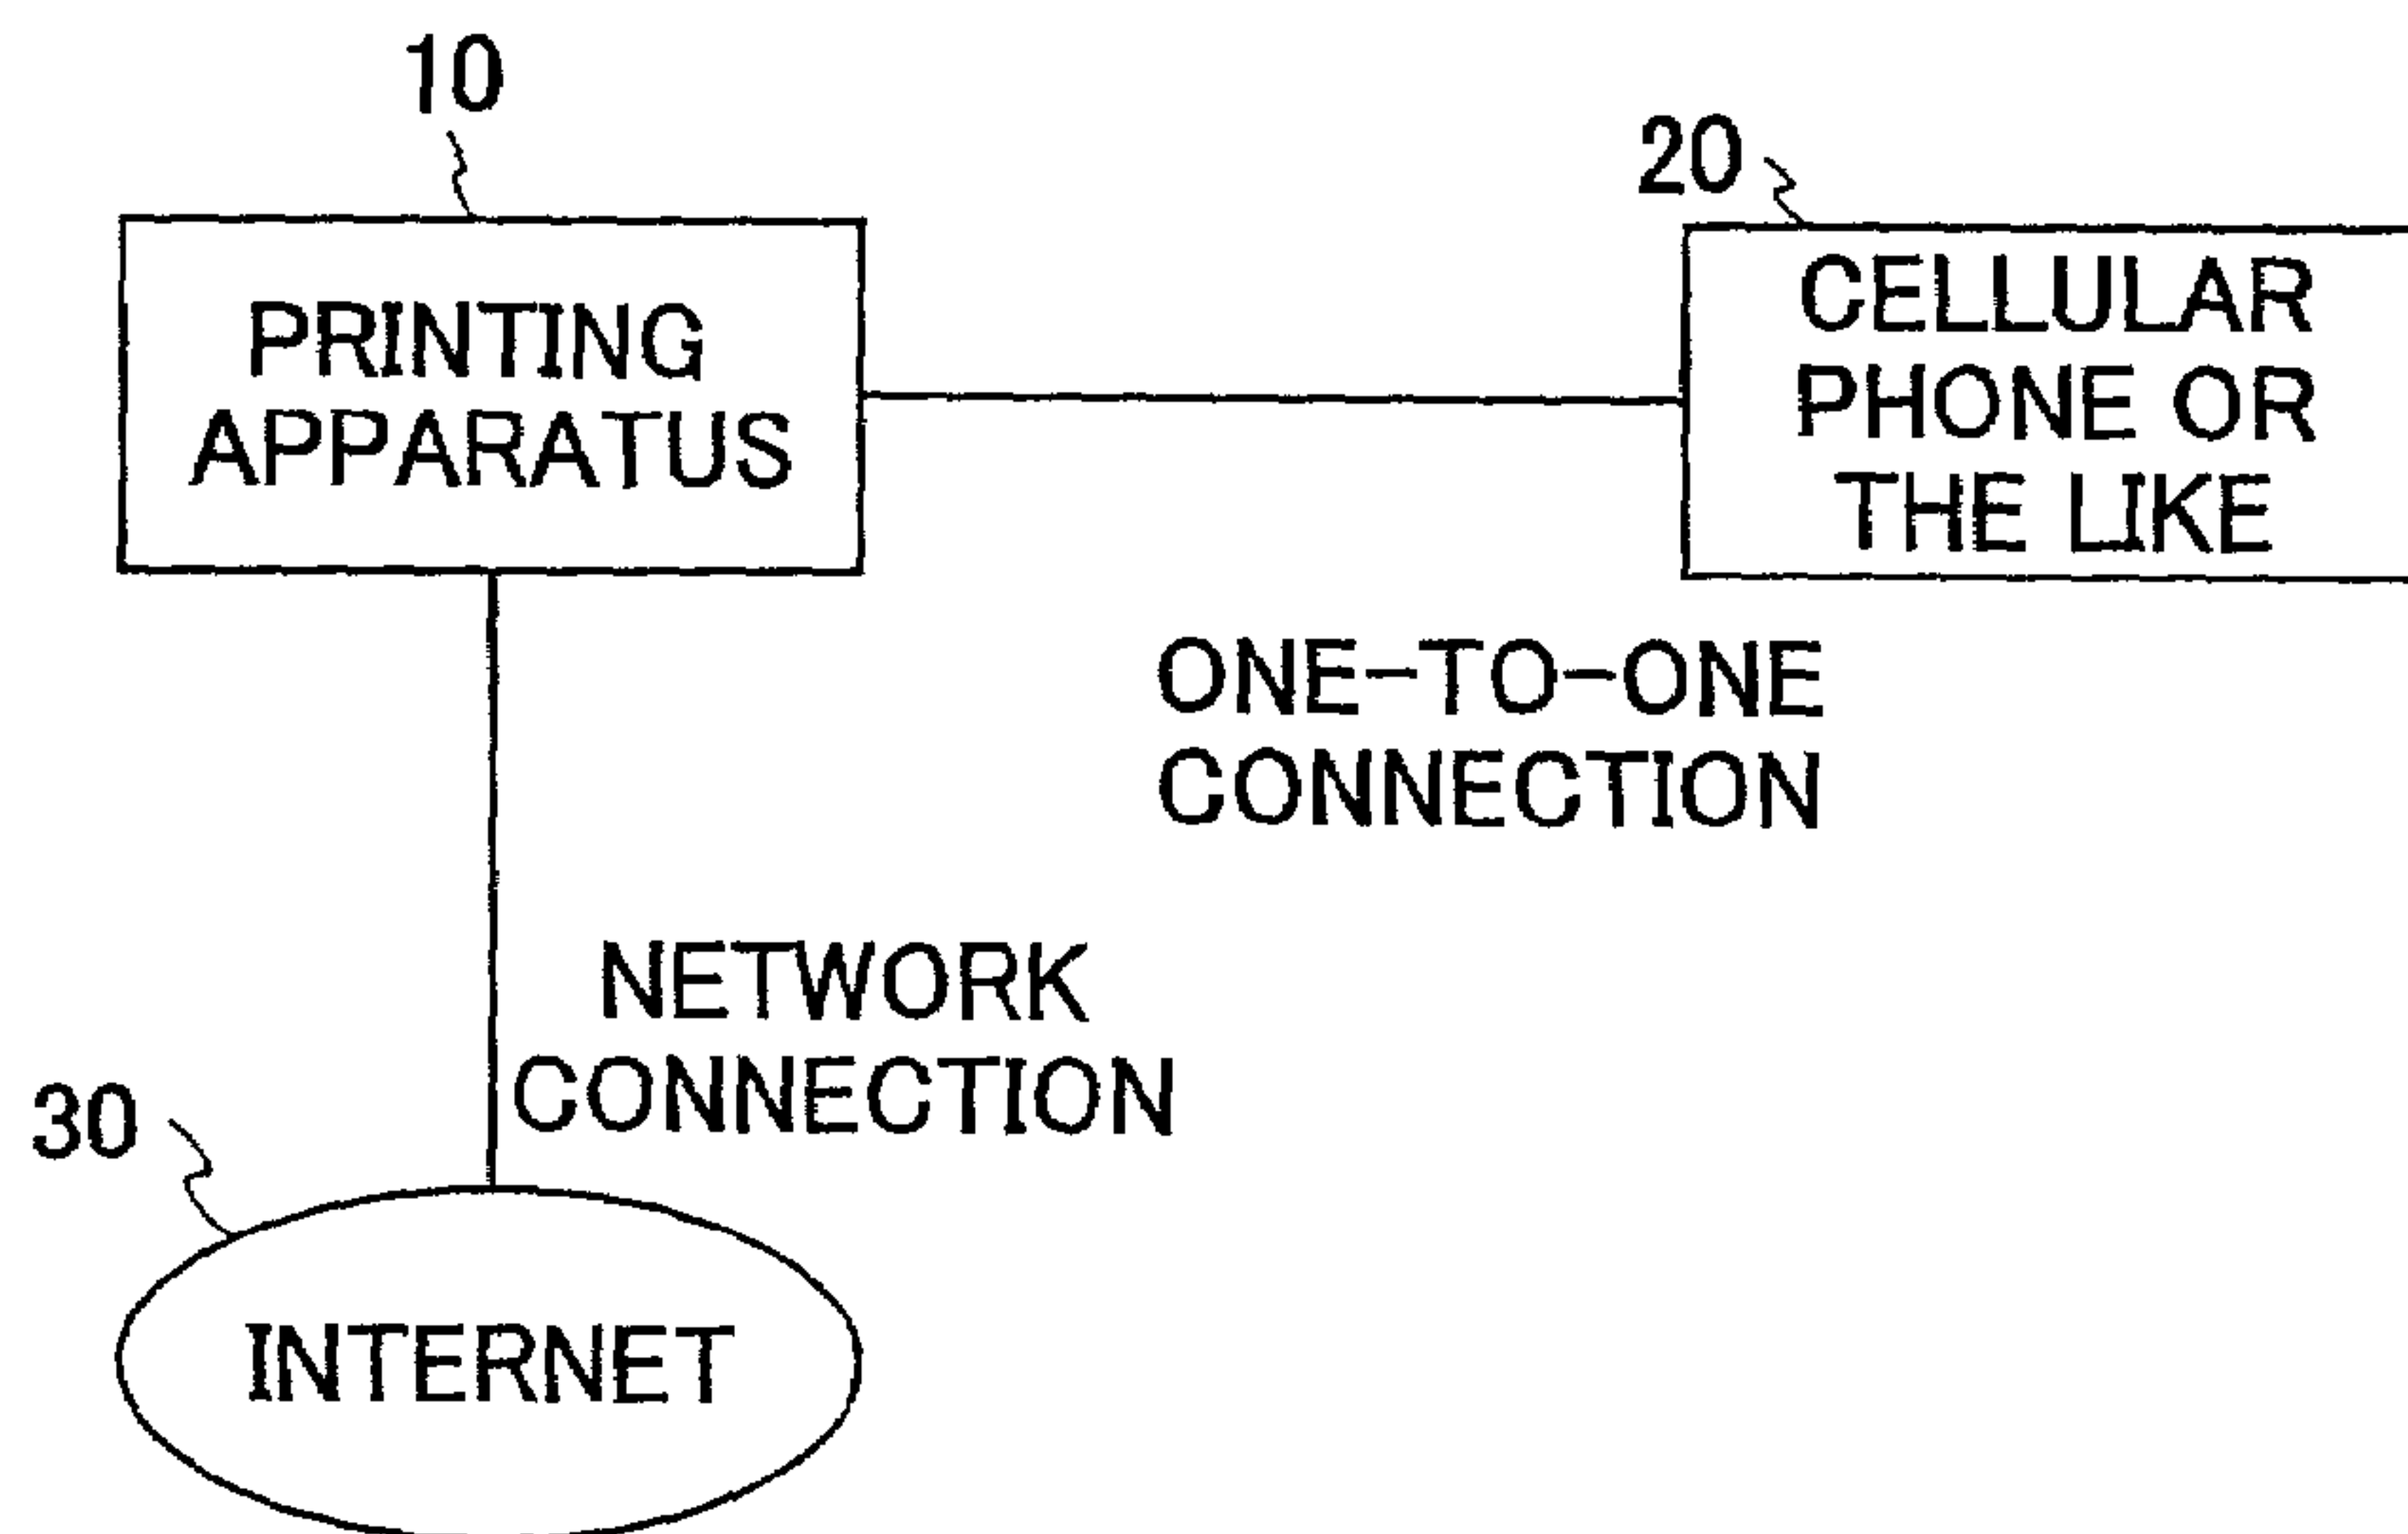 10
20
PRINTING
APPARATUS
CELLULAR
PHONE OR
THE LIKE
ONE-TO-ONE
CONNECTION
NETWORK
CONNECTION
30
INTERNET